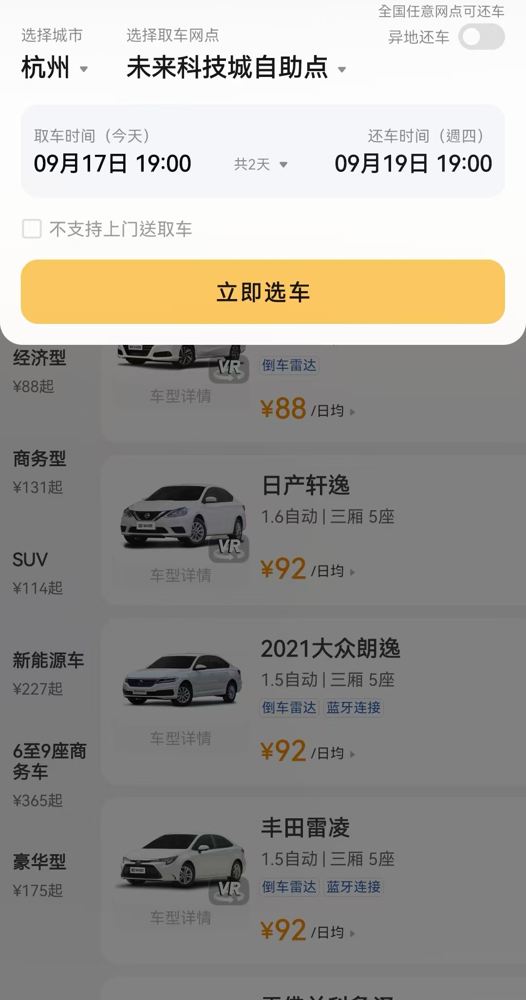 全国任意网点可还车
选择城市 选择取车网点 异地还车
杭州 未来科技城自助点
取车时间（今天） 还车时间（週四）
09月17日 19:00 共2天 09月19日 19:00
不支持上门送取车
立即选车
经济型
¥88起
商务型
¥131起
SUV
¥114起
新能源车
¥227起
6至9座商
务车
¥365起
豪华型
¥175起
VR
倒车雷达
车型详情
¥88 /日均
日产轩逸
1.6自动 | 三厢 5座
VR
车型详情
¥92 /日均
2021大众朗逸
1.5自动 | 三厢 5座
倒车雷达 蓝牙连接
车型详情
¥92 /日均
丰田雷凌
1.5自动 | 三厢 5座
VR
倒车雷达 蓝牙连接
车型详情
¥92 /日均